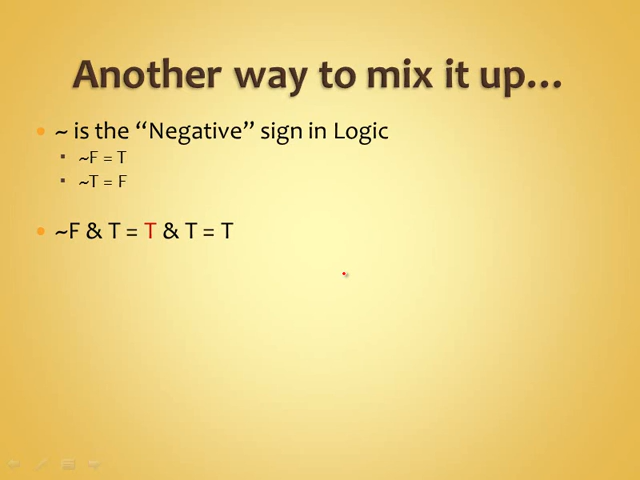 Another way to mix it up…
~ is the “Negative” sign in Logic
~F = T
~T = F
~F & T = T & T = T